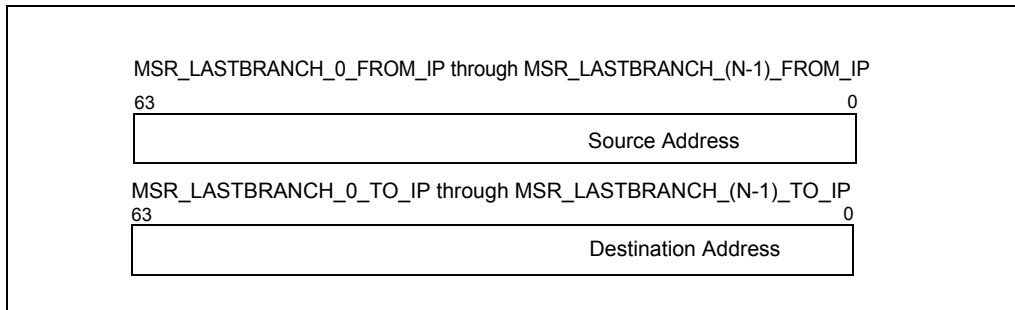 MSR_LASTBRANCH_0_FROM_IP through MSR_LASTBRANCH_(N-1)_FROM_IP
63 0
Source Address
MSR_LASTBRANCH_0_TO_IP through MSR_LASTBRANCH_(N-1)_TO_IP
63 0
Destination Address